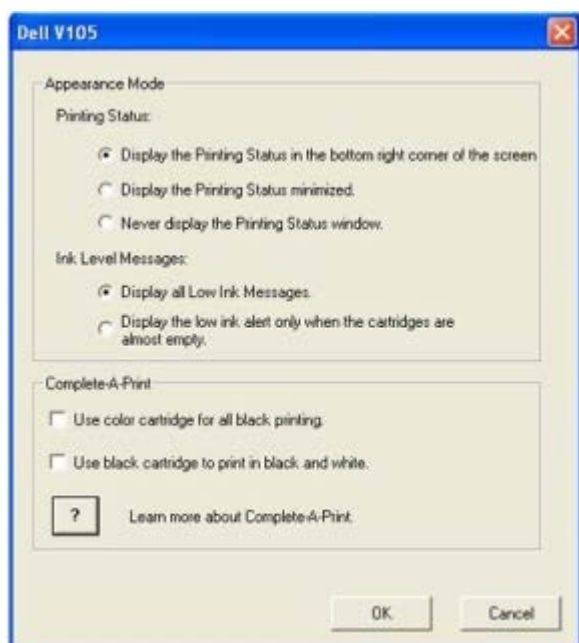 Dell V105
Appearance Mode
Printing Status:
Display the Printing Status in the bottom right corner of the screen
Display the Printing Status minimized.
Never display the Printing Status window.
Ink Level Messages:
Display all Low Ink Messages.
Display the low ink alert only when the cartridges are
almost empty.
Complete-A-Print
Use color cartridge for all black printing.
Use black cartridge to print in black and white.
? Learn more about Complete-A-Print.
OK Cancel